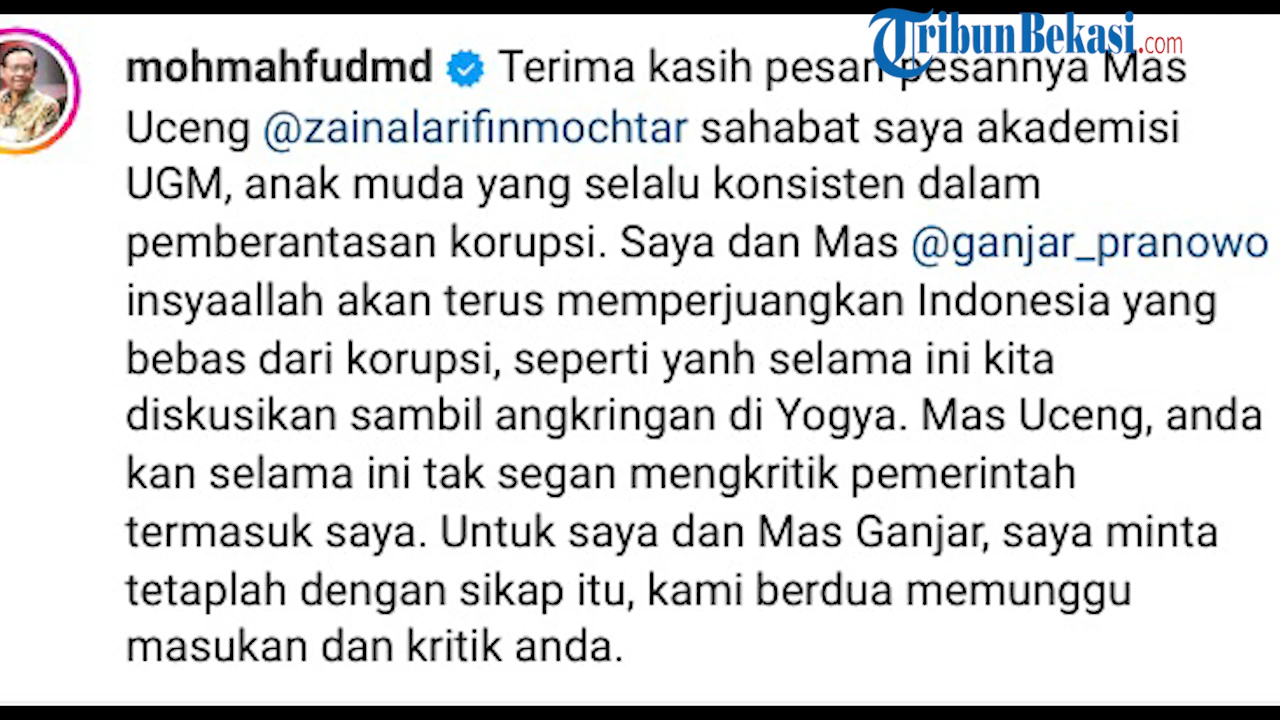 TribunBekasi.com
mohmahfudmd Terima kasih pesan-pesannya Mas
Uceng @zainalarifinmochtar sahabat saya akademisi
UGM, anak muda yang selalu konsisten dalam
pemberantasan korupsi. Saya dan Mas @ganjar_pranowo
insyaallah akan terus memperjuangkan Indonesia yang
bebas dari korupsi, seperti yanh selama ini kita
diskusikan sambil angkringan di Yogya. Mas Uceng, anda
kan selama ini tak segan mengkritik pemerintah
termasuk saya. Untuk saya dan Mas Ganjar, saya minta
tetaplah dengan sikap itu, kami berdua memunggu
masukan dan kritik anda.